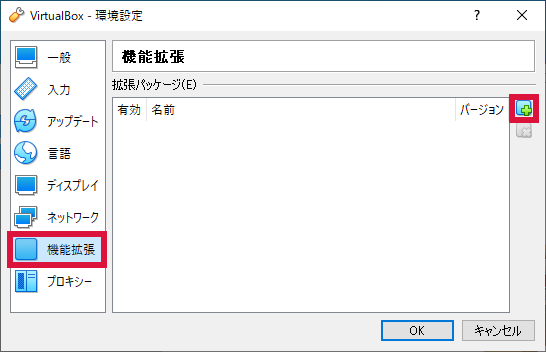 VirtualBox - 環境設定
?
一般
入力
アップデート
言語
ディスプレイ
ネットワーク
機能拡張
プロキシー
機能拡張
拡張パッケージ(E)
有効 名前 バージョン
OK キャンセル